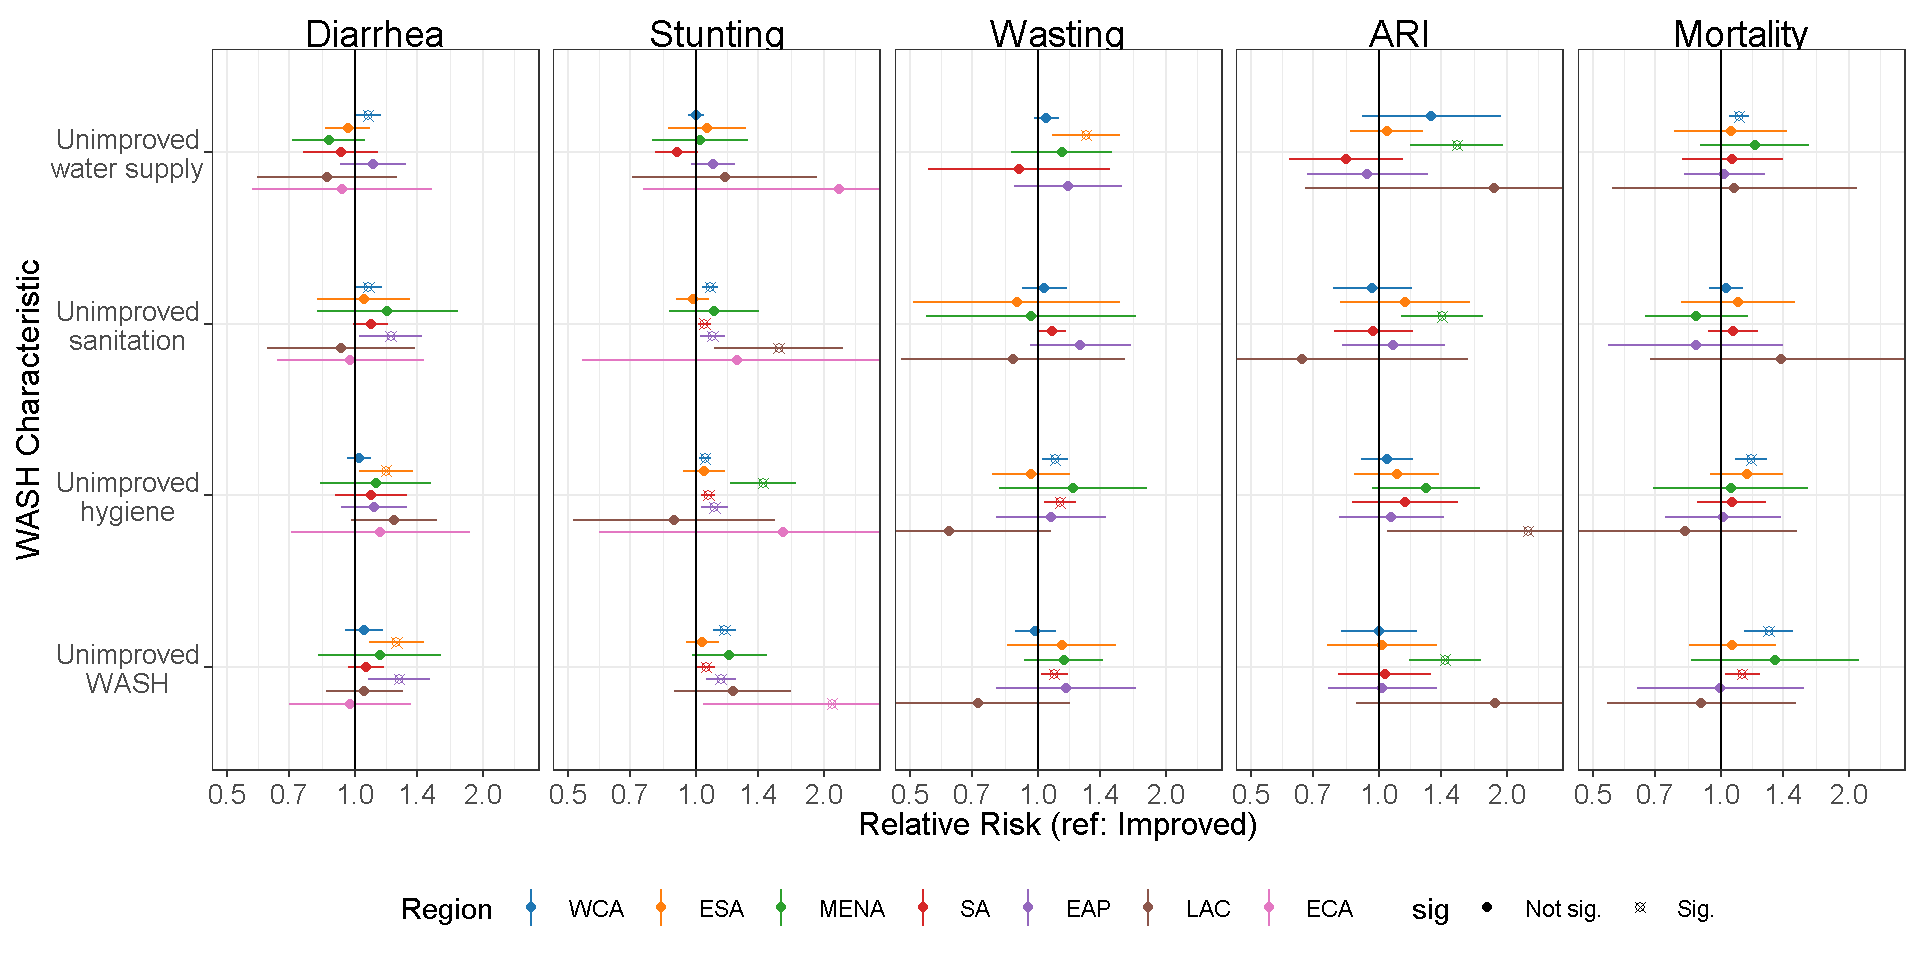 Diarrhea Stunting Wasting ARI Mortality
WASH Characteristic
Unimproved
water supply
Unimproved
sanitation
Unimproved
hygiene
Unimproved
WASH
0.5 0.7 1.0 1.4 2.0 0.5 0.7 1.0 1.4 2.0 0.5 0.7 1.0 1.4 2.0 0.5 0.7 1.0 1.4 2.0 0.5 0.7 1.0 1.4 2.0
Relative Risk (ref: Improved)
Region WCA ESA MENA SA EAP LAC ECA sig Not sig. Sig.